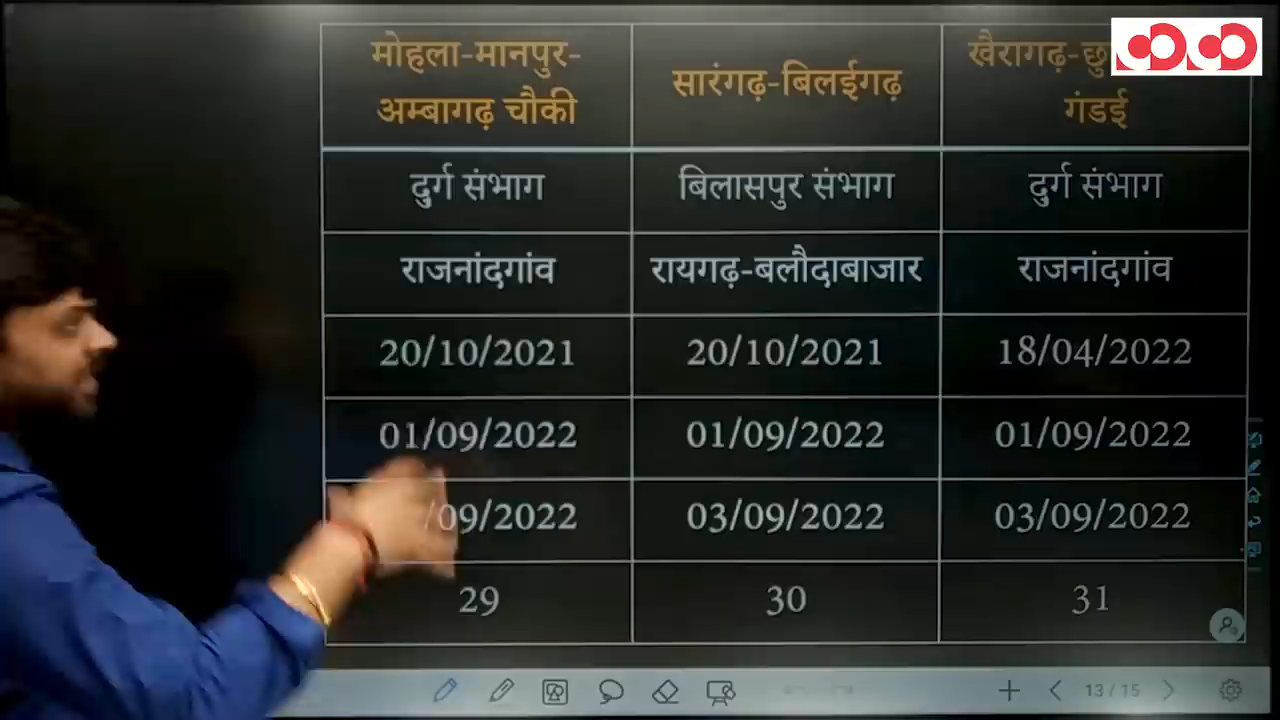 मोहला-मानपुर-
अम्बागढ़ चौकी
सारंगढ़-बिलईगढ़
खैरागढ़-छु
गंडई
दुर्ग संभाग
बिलासपुर संभाग
दुर्ग संभाग
राजनांदगांव
रायगढ़-बलौदाबाजार
राजनांदगांव
20/10/2021
20/10/2021
18/04/2022
01/09/2022
01/09/2022
01/09/2022
/09/2022
03/09/2022
03/09/2022
29
30
31
13/15